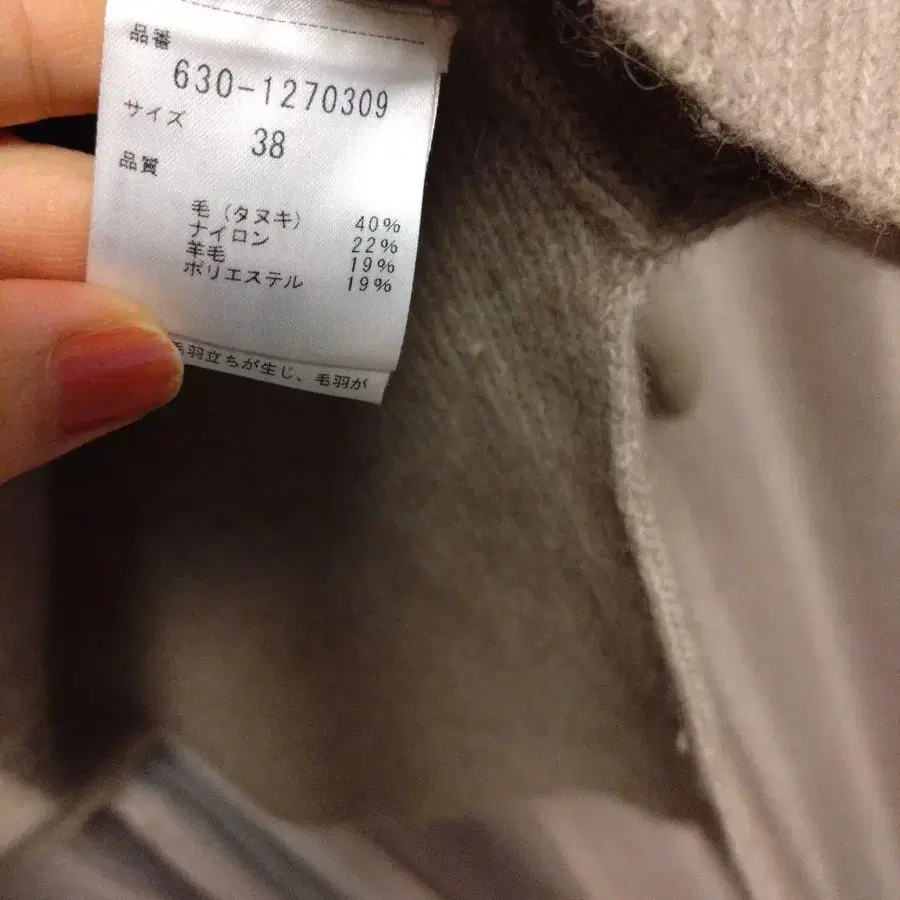 品番
630-1270309
サイズ
38
品質
毛(タヌキ) 40%
ナイロン 22%
羊毛 19%
ポリエステル 19%
毛羽立ちが生じ、毛羽が